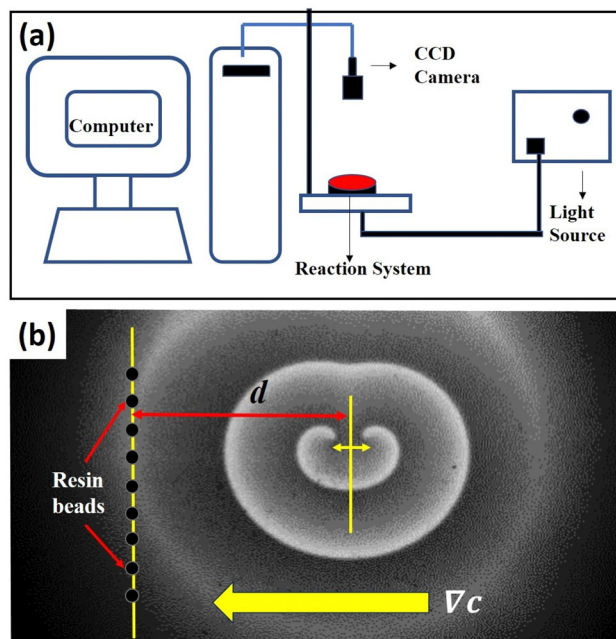 (a)
CCD
Camera
Computer
Light
Source
Reaction System
(b)
d
Resin
beads
∇c